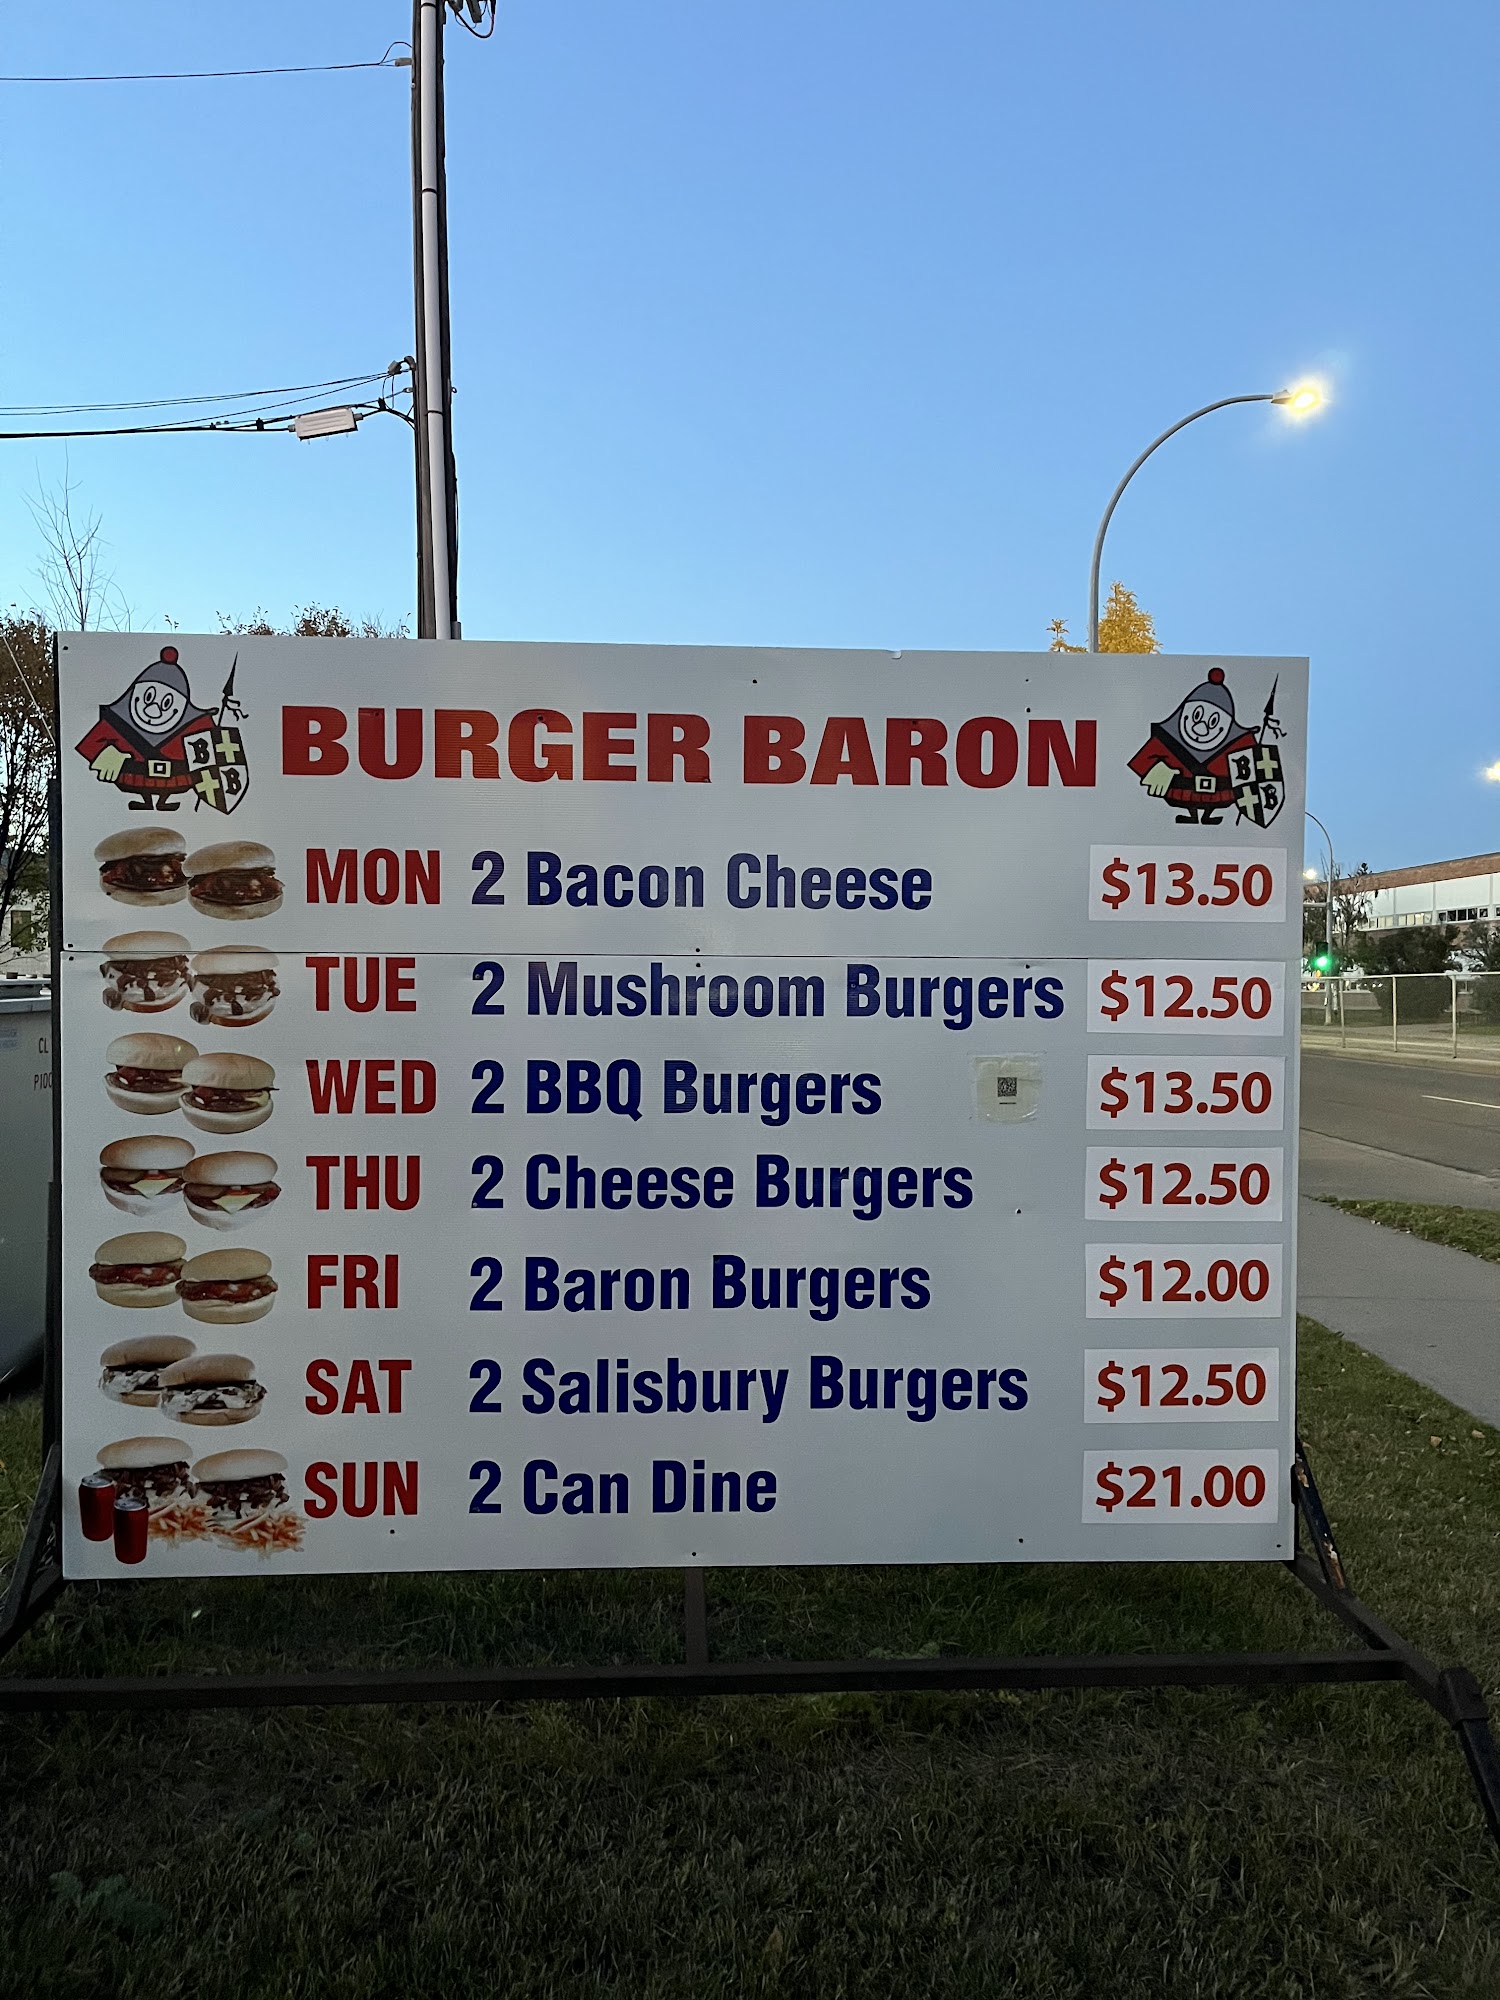 BURGER BARON
MON 2 Bacon Cheese $13.50
TUE 2 Mushroom Burgers $12.50
WED 2 BBQ Burgers $13.50
THU 2 Cheese Burgers $12.50
FRI 2 Baron Burgers $12.00
SAT 2 Salisbury Burgers $12.50
SUN 2 Can Dine $21.00
B
B
B
B
CL
P100